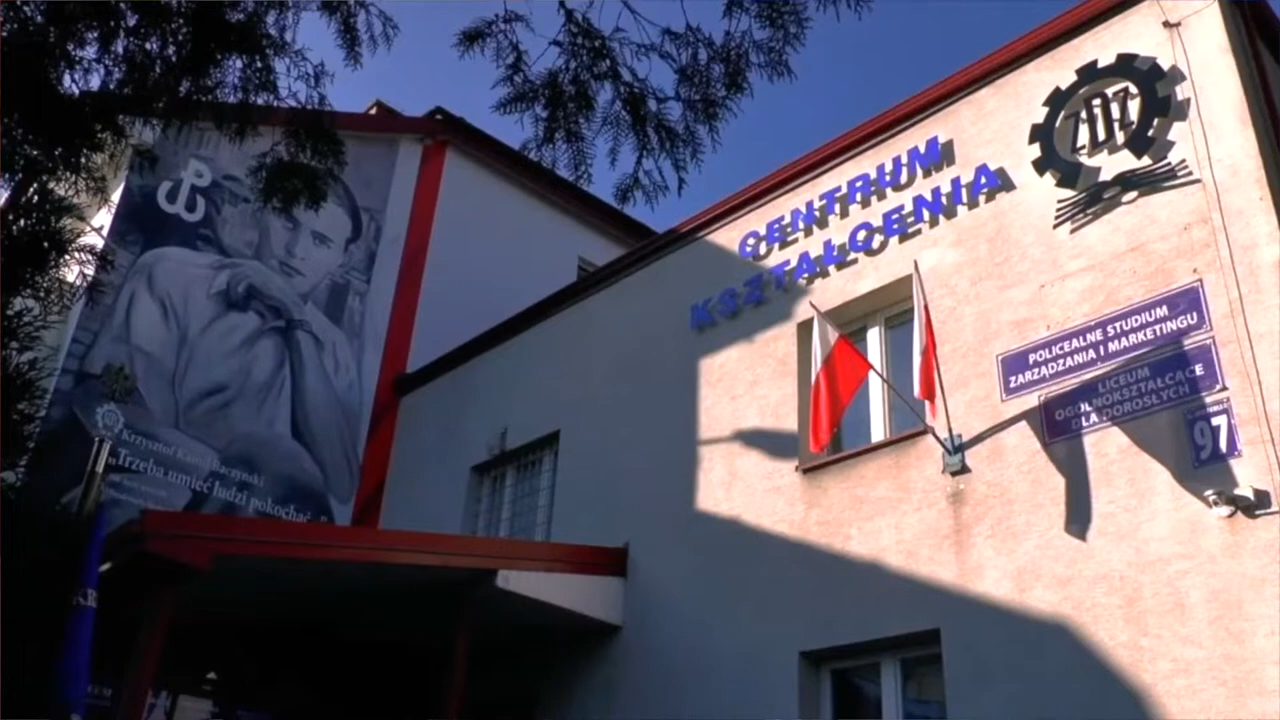 CENTRUM
KSZTAŁCENIA
ZDZ
POLICEALNE STUDIUM
ZARZĄDZANIA I MARKETINGU
LICEUM
OGÓLNOKSZTAŁCĄCE
DLA DOROSŁYCH
97
Krzysztof Kamil Baczyński
„Trzeba umieć ludzi pokochać..."